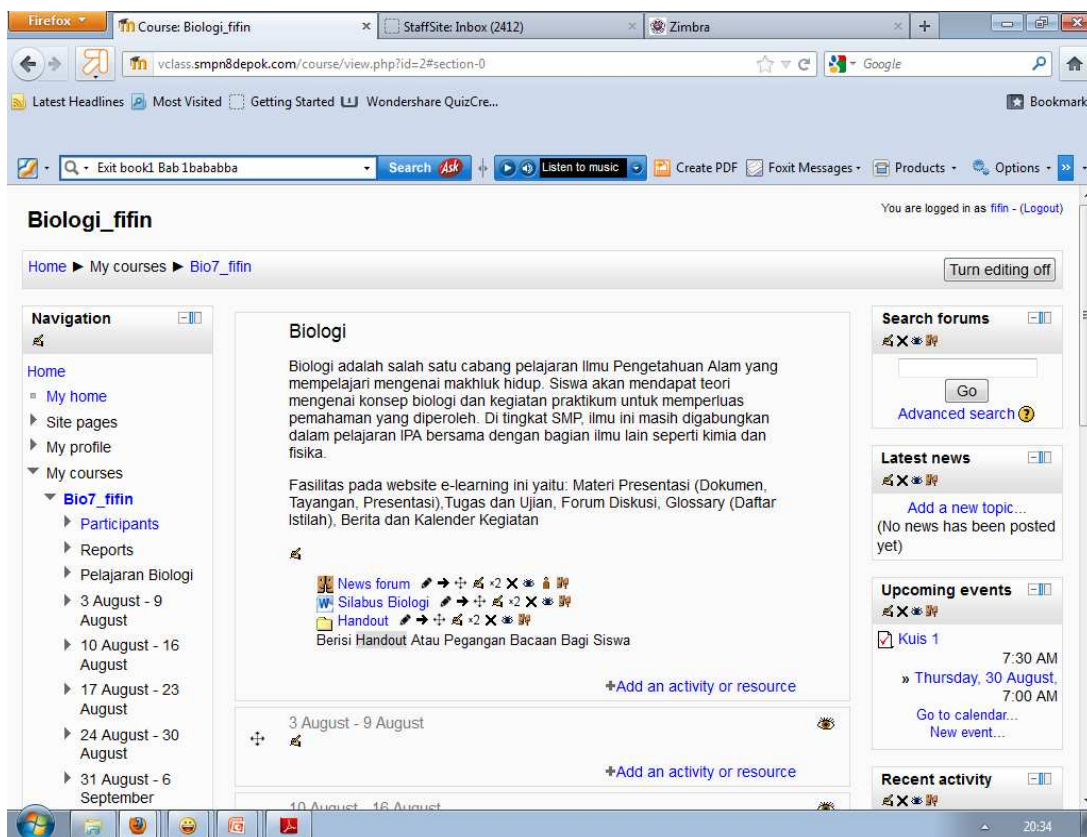 Firefox
Course: Biologi_fifin
StaffSite: Inbox (2412)
Zimbra
vclass.smpn8depok.com/course/view.php?id=2#section-0
Google
Latest Headlines
Most Visited
Getting Started
Wondershare QuizCre...
Bookmark
Exit book1 Bab 1bababba
Search
Ask
Listen to music
Create PDF
Foxit Messages
Products
Options
Biologi_fifin
You are logged in as fifin - (Logout)
Home ► My courses ► Bio7_fifin
Turn editing off
Navigation
Home
My home
Site pages
My profile
My courses
Bio7_fifin
Participants
Reports
Pelajaran Biologi
3 August - 9
August
10 August - 16
August
17 August - 23
August
24 August - 30
August
31 August - 6
September
Biologi
Biologi adalah salah satu cabang pelajaran Ilmu Pengetahuan Alam yang
mempelajari mengenai makhluk hidup. Siswa akan mendapat teori
mengenai konsep biologi dan kegiatan praktikum untuk memperluas
pemahaman yang diperoleh. Di tingkat SMP, ilmu ini masih digabungkan
dalam pelajaran IPA bersama dengan bagian ilmu lain seperti kimia dan
fisika.
Fasilitas pada website e-learning ini yaitu: Materi Presentasi (Dokumen,
Tayangan, Presentasi),Tugas dan Ujian, Forum Diskusi, Glossary (Daftar
Istilah), Berita dan Kalender Kegiatan
News forum ×2
Silabus Biologi ×2
Handout ×2
Berisi Handout Atau Pegangan Bacaan Bagi Siswa
+Add an activity or resource
3 August - 9 August
+Add an activity or resource
10 August - 16 August
Search forums
Go
Advanced search
Latest news
Add a new topic...
(No news has been posted
yet)
Upcoming events
Kuis 1
7:30 AM
» Thursday, 30 August,
7:00 AM
Go to calendar...
New event...
Recent activity
20:34